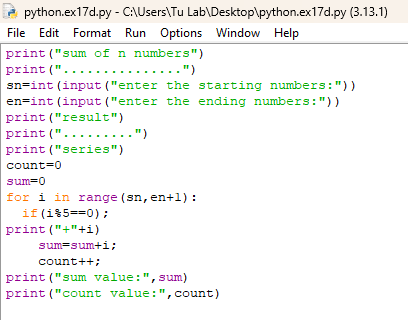 python.ex17d.py - C:\Users\Tu Lab\Desktop\python.ex17d.py (3.13.1)
File Edit Format Run Options Window Help
print("sum of n numbers")
print("...............")
sn=int(input("enter the starting numbers:"))
en=int(input("enter the ending numbers:"))
print("result")
print(".........")
print("series")
count=0
sum=0
for i in range(sn,en+1):
  if(i%5==0);
print("+"+i)
    sum=sum+i;
    count++;
print("sum value:",sum)
print("count value:",count)